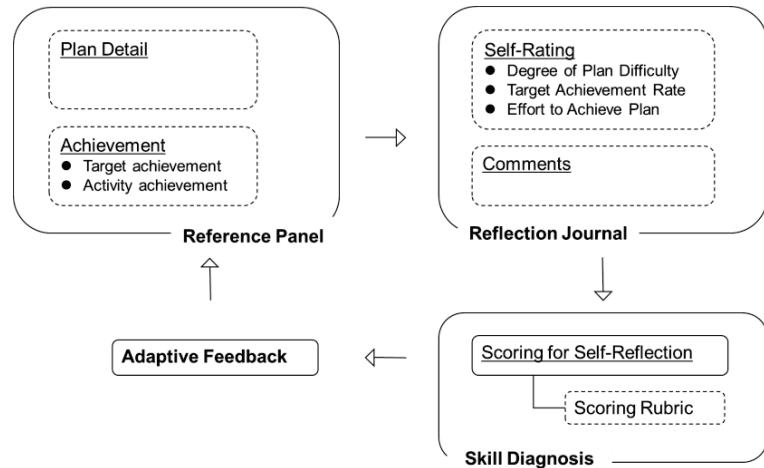 Plan Detail
Achievement
● Target achievement
● Activity achievement
Reference Panel
Self-Rating
● Degree of Plan Difficulty
● Target Achievement Rate
● Effort to Achieve Plan
Comments
Reflection Journal
Adaptive Feedback
Scoring for Self-Reflection
Scoring Rubric
Skill Diagnosis